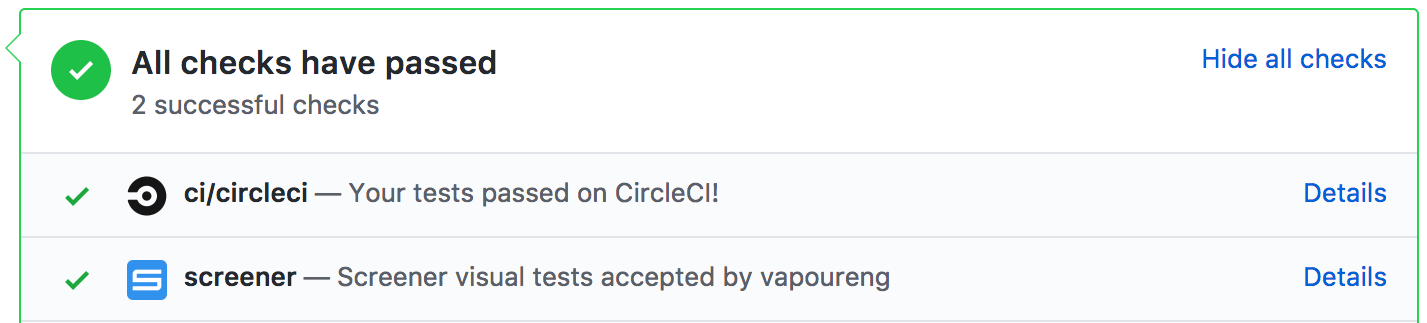 All checks have passed
Hide all checks
2 successful checks
ci/circleci — Your tests passed on CircleCI!
Details
screener — Screener visual tests accepted by vapoureng
Details